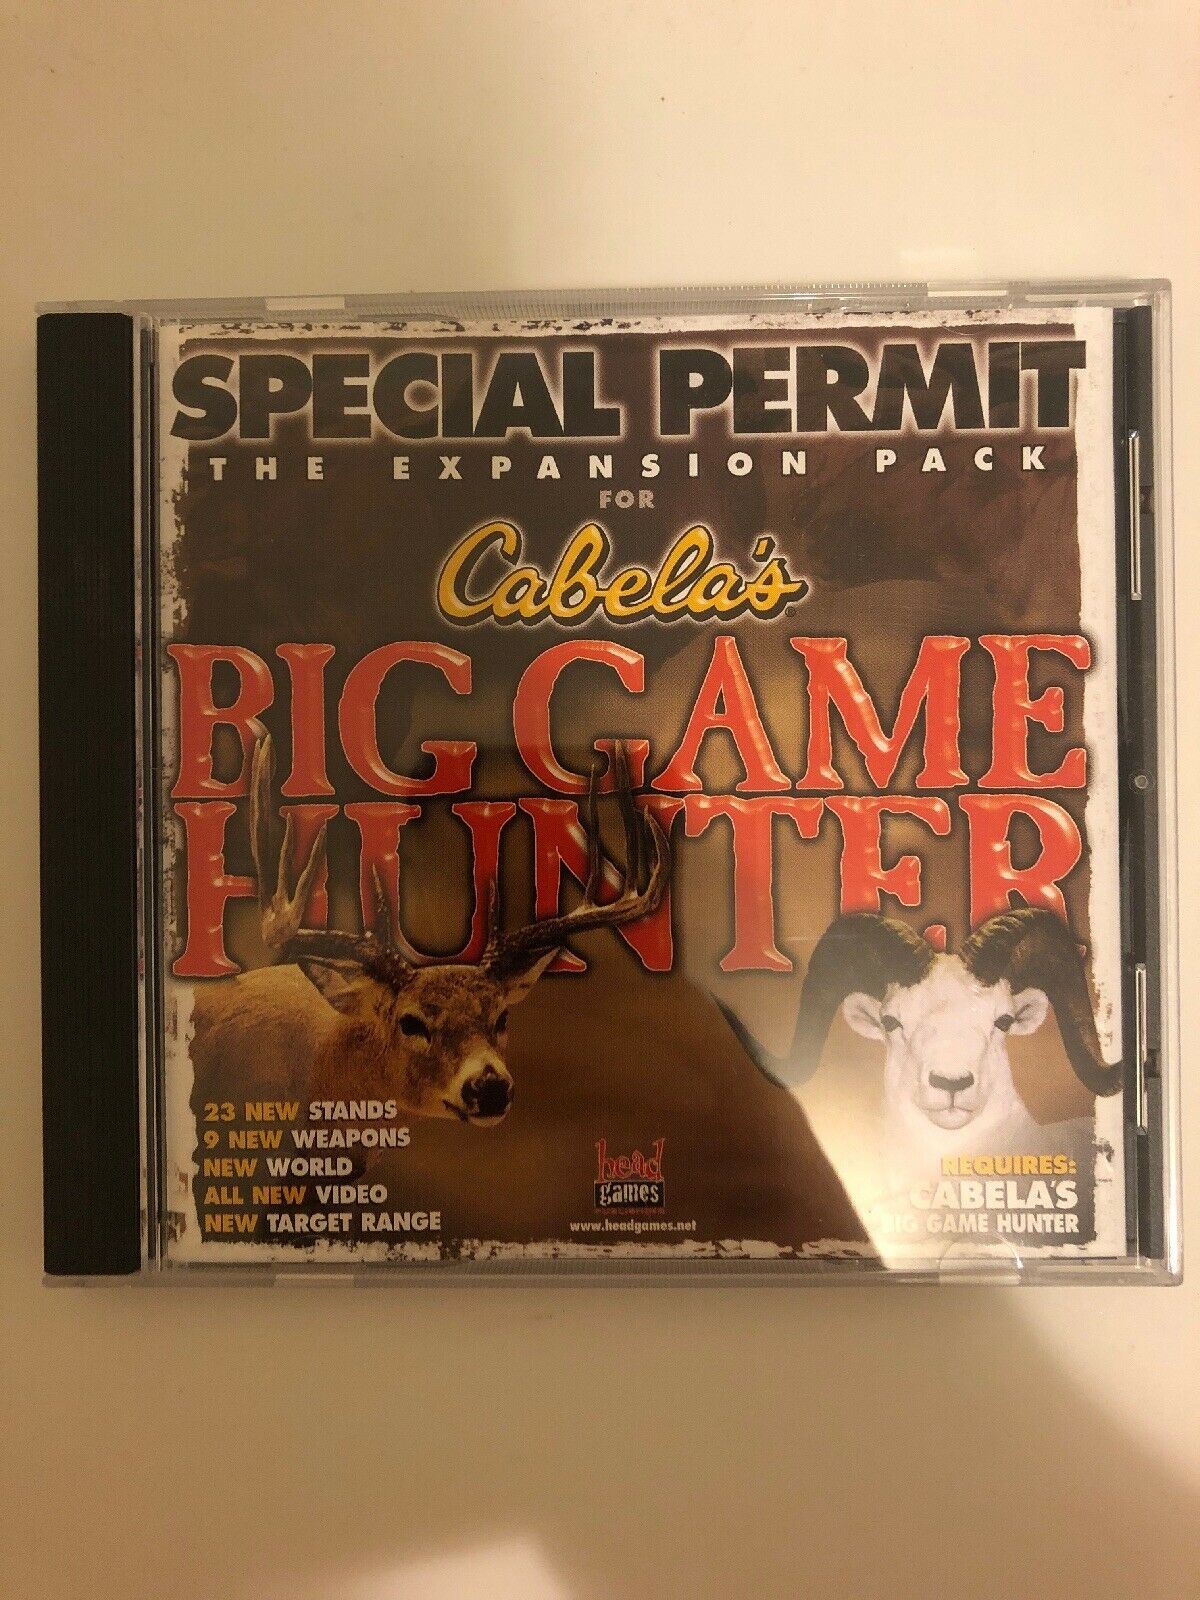 SPECIAL PERMIT
THE EXPANSION PACK
FOR
Cabela's®
BIG GAME
HUNTER
23 NEW STANDS
9 NEW WEAPONS
NEW WORLD
ALL NEW VIDEO
NEW TARGET RANGE
head
games
PUBLISHING
www.headgames.net
REQUIRES:
CABELA'S
BIG GAME HUNTER